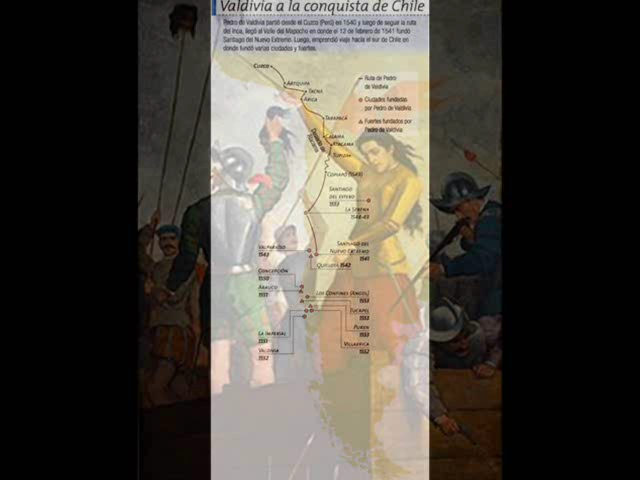 Valdivia a la conquista de Chile
Pedro de Valdivia partió desde el Cuzco (Perú) en 1540 y luego de seguir la ruta
del Inca, llegó al Valle del Mapocho en donde el 12 de febrero de 1541 fundó
Santiago del Nuevo Extremo. Luego, emprendió viaje hacia el sur de Chile en
donde fundó varias ciudades y fuertes.
Cuzco
Arequipa
Tacna
Arica
Tarapacá
Atacama
Copiapó (1549)
Santiago
del Estero
1553
La Serena
1544-49
Valparaíso
Santiago del
Nuevo Extremo
1541
Quillota 1542
Concepción
1550
Arauco
Los Confines (Angol)
1553
Tucapel
1553
Purén
1553
La Imperial
Villarrica
1552
Valdivia
1552
Ruta de Pedro
de Valdivia
Ciudades fundadas
por Pedro de Valdivia
Fuertes fundados por
Pedro de Valdivia